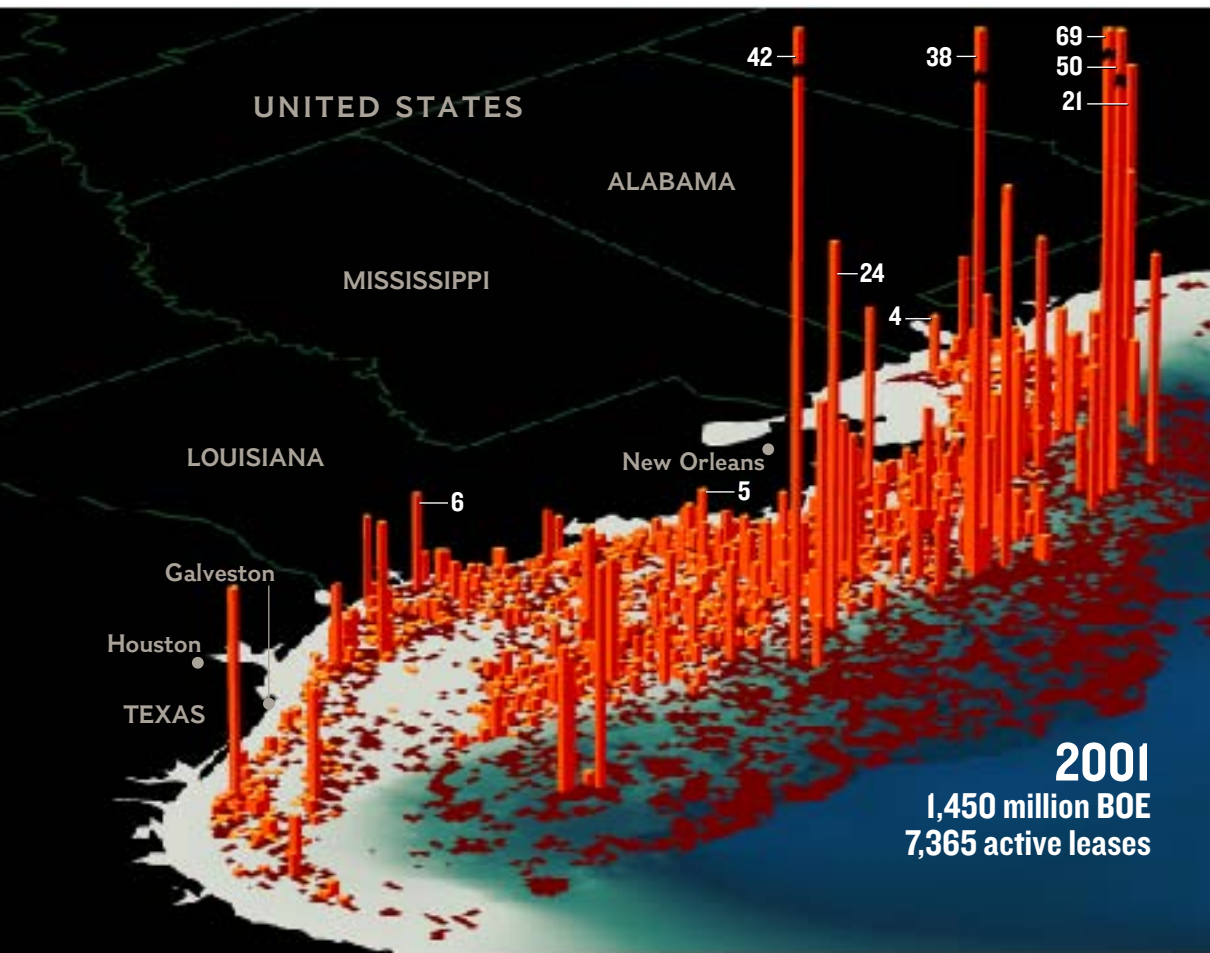 42
38
69
50
21
UNITED STATES
ALABAMA
MISSISSIPPI
24
4
LOUISIANA
New Orleans
5
6
Galveston
Houston
TEXAS
2001
1,450 million BOE
7,365 active leases